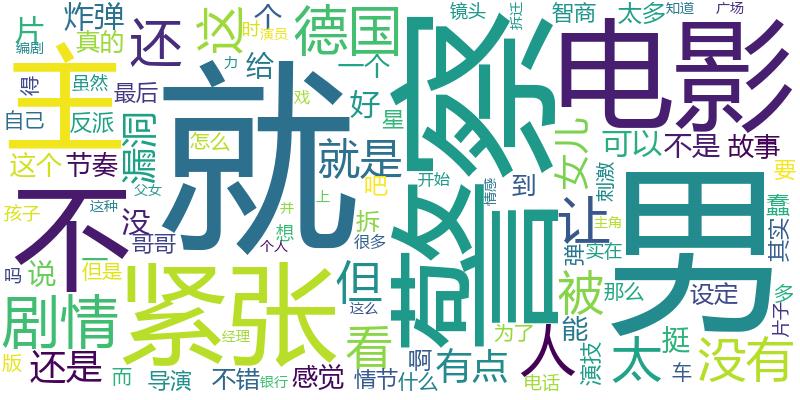 片
炸弹
还
这
个
德国
镜头
拆迁
智商
太多
知道
广场
编剧
真的
时
演员
给
一个
电影
主
得
虽然
最后
力
戏
好
警察
自己
反派
漏洞
就
怎么
就是
星
女儿
可以
不是
故事
这个
节奏
吧
开始
情感
到
刺激
要
不
父女
孩子
这种
没
并
上
拆
让
主角
男
蠢
其实
一
哥哥
个人
想
很多
弹
实在
吗
说
但是
紧张
但
这么
被
那么
设定
多
片子
剧情
经理
看
为了
能
挺
人
太
没有
版
还是
而
导演
不错
银行
感觉
情节
什么
啊
有点
电话
演技
车